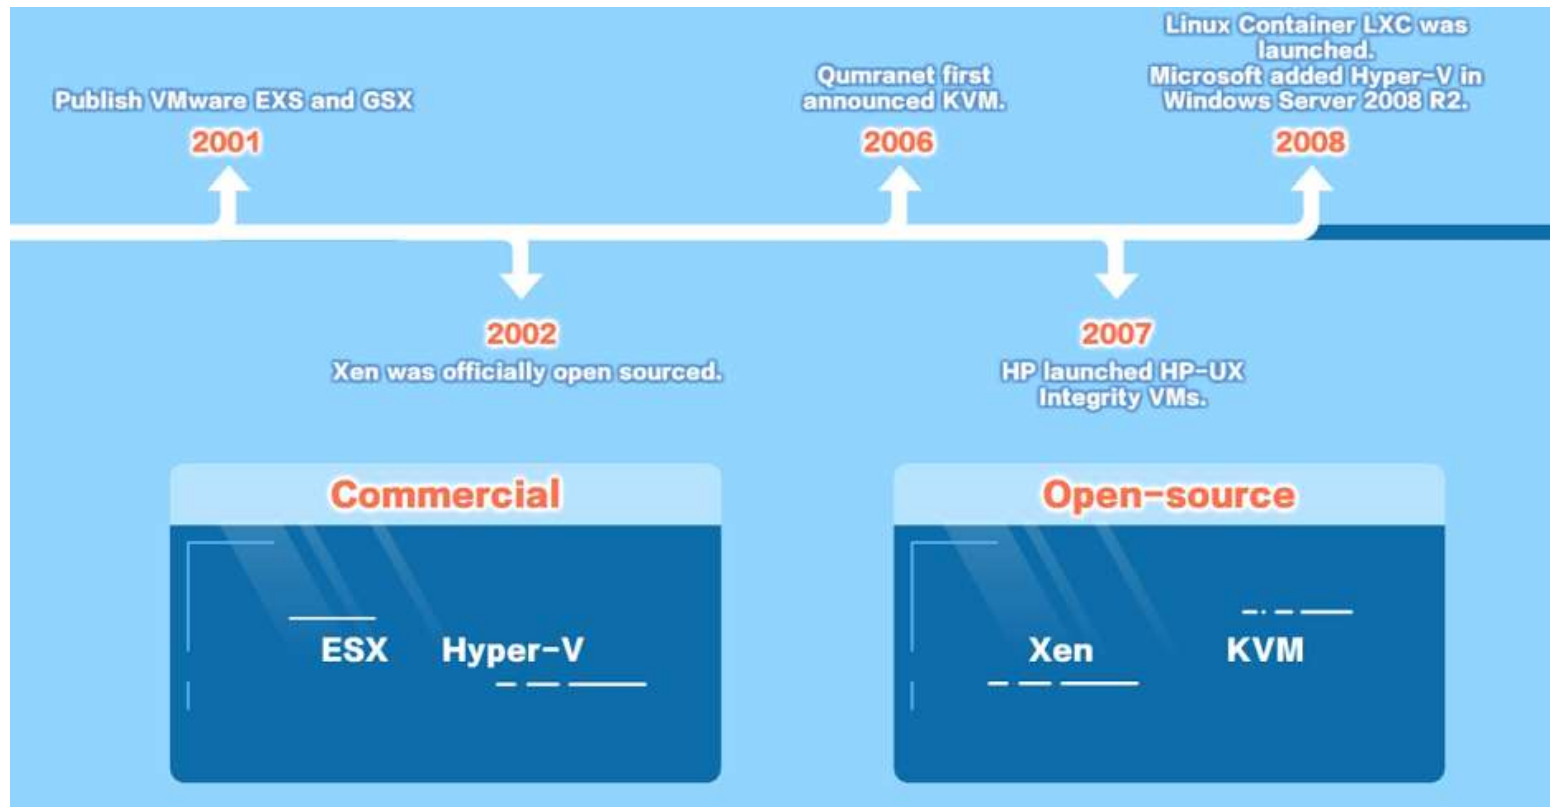 Publish VMware EXS and GSX
2001
Qumranet first
announced KVM.
2006
Linux Container LXC was
launched.
Microsoft added Hyper-V in
Windows Server 2008 R2.
2008
2002
Xen was officially open sourced.
2007
HP launched HP-UX
Integrity VMs.
Commercial
ESX Hyper-V
Open-source
Xen KVM